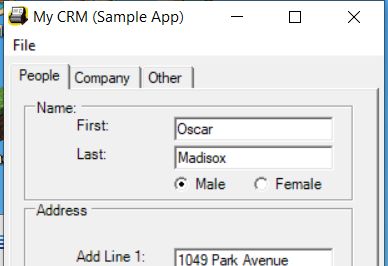 My CRM (Sample App)
File
People Company Other
Name:
First: Oscar
Last: Madisox
Male Female
Address
Add Line 1: 1049 Park Avenue